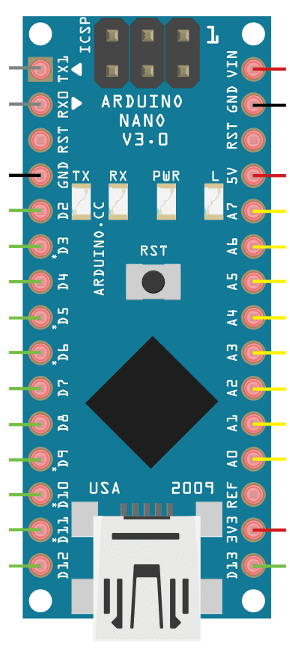 ICSP
1
TX1
RX0
RST
GND
D2
*D3
D4
*D5
*D6
D7
D8
*D9
*D10
*D11
D12
ARDUINO
NANO
V3.0
TX RX PWR L
ARDUINO.CC
RST
USA 2009
VIN
GND
RST
5V
A7
A6
A5
A4
A3
A2
A1
A0
REF
3V3
D13